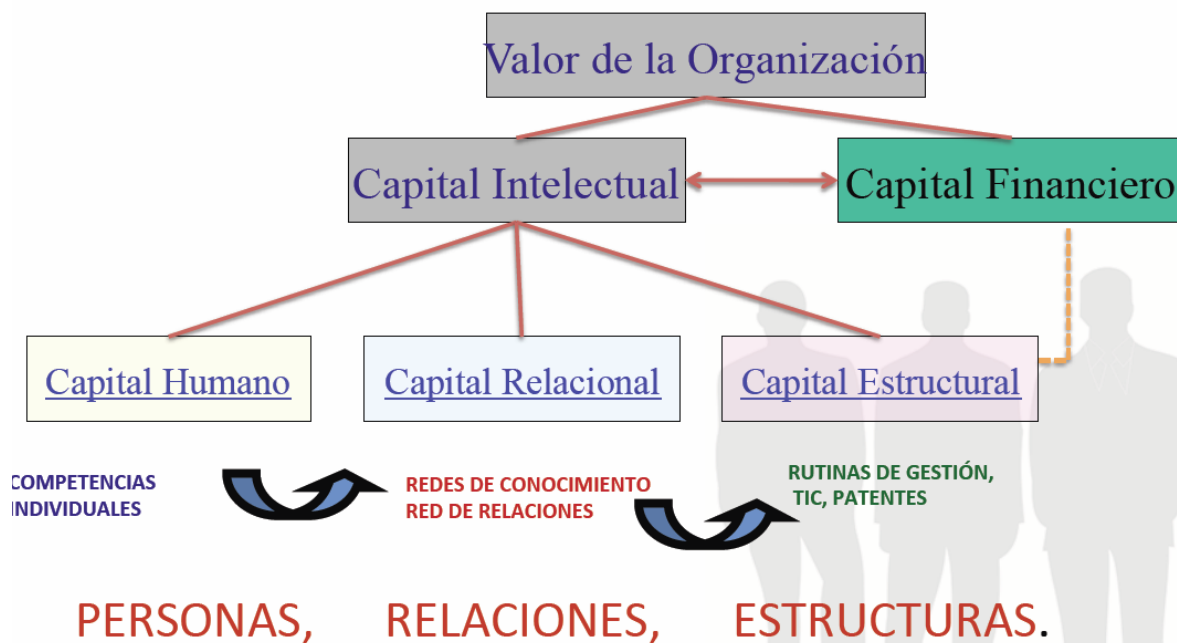 Valor de la Organización
Capital Intelectual
Capital Financiero
Capital Humano
Capital Relacional
Capital Estructural
COMPETENCIAS
INDIVIDUALES
REDES DE CONOCIMIENTO
RED DE RELACIONES
RUTINAS DE GESTIÓN,
TIC, PATENTES
PERSONAS, RELACIONES, ESTRUCTURAS.